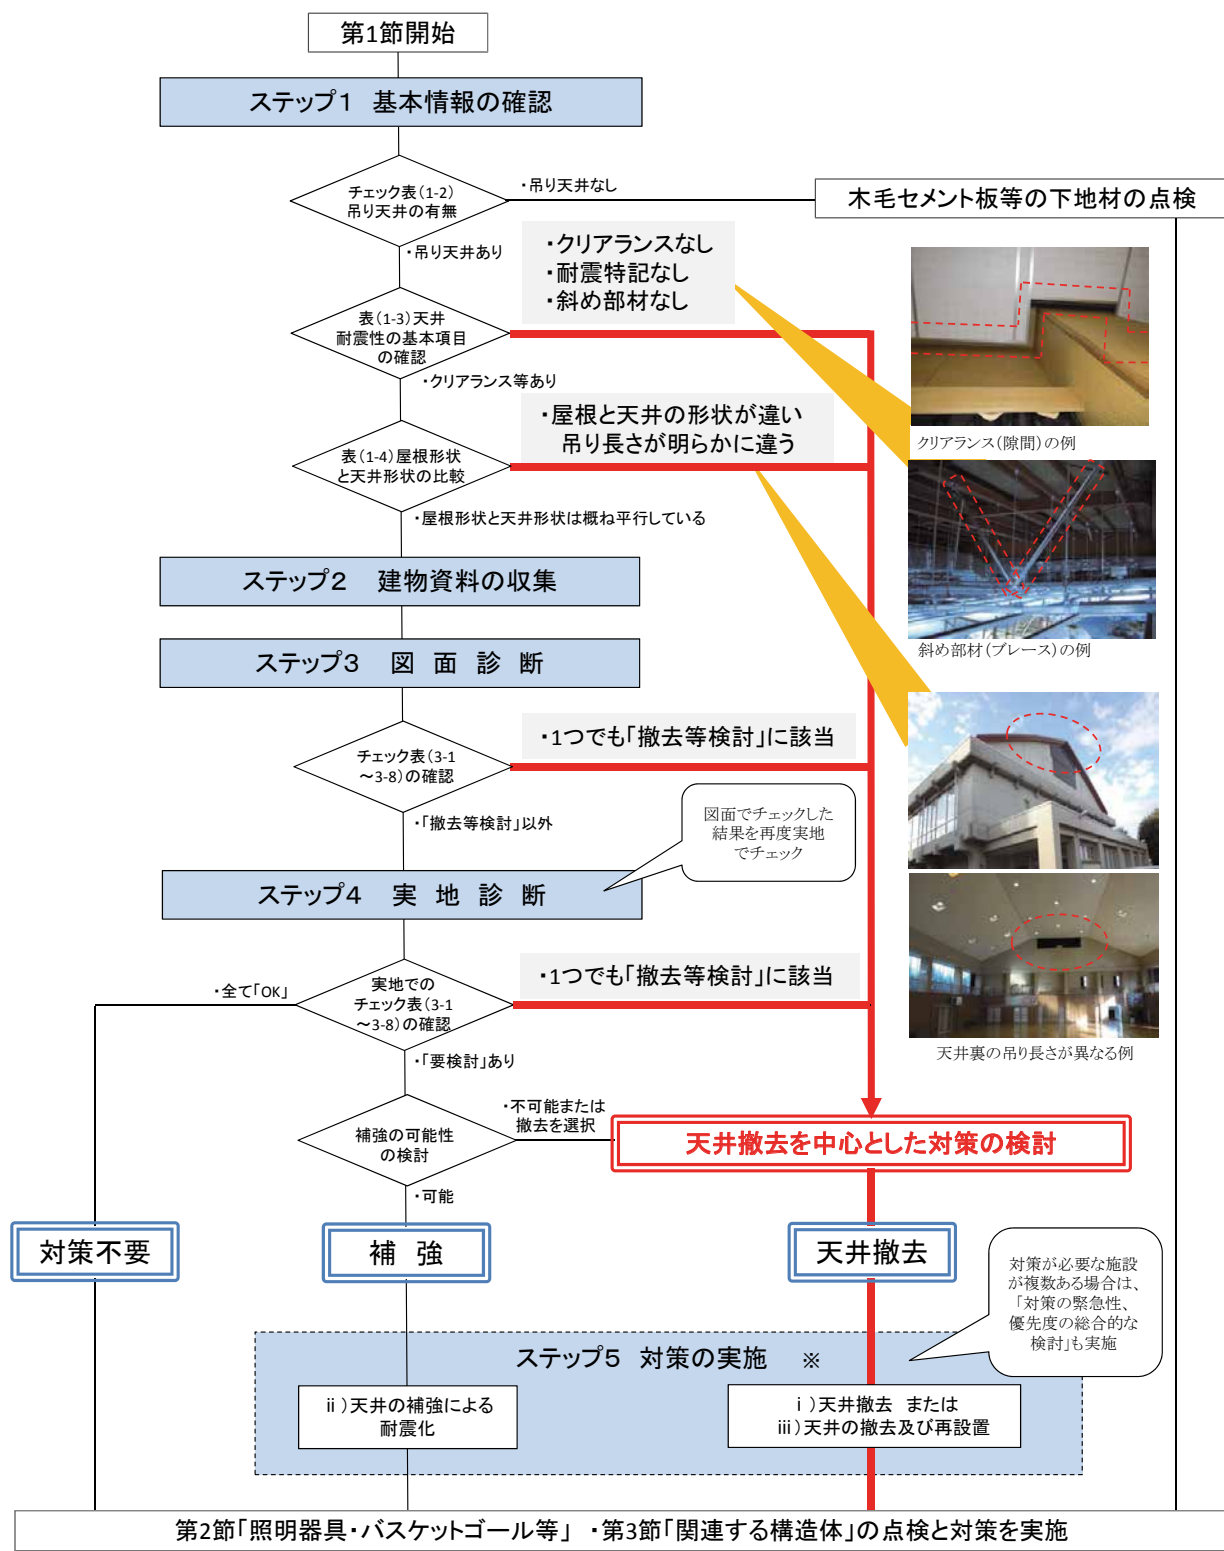 第1節開始
ステップ1 基本情報の確認
チェック表(1-2)
吊り天井の有無
・吊り天井なし
木毛セメント板等の下地材の点検
・吊り天井あり
・クリアランスなし
・耐震特記なし
・斜め部材なし
表(1-3)天井
耐震性の基本項目
の確認
・クリアランス等あり
クリアランス(隙間)の例
・屋根と天井の形状が違い
吊り長さが明らかに違う
表(1-4)屋根形状
と天井形状の比較
・屋根形状と天井形状は概ね平行している
ステップ2 建物資料の収集
斜め部材(ブレース)の例
ステップ3 図 面 診 断
・1つでも「撤去等検討」に該当
チェック表(3-1
~3-8)の確認
・「撤去等検討」以外
図面でチェックした
結果を再度実地
でチェック
ステップ4 実 地 診 断
・1つでも「撤去等検討」に該当
・全て「OK」
実地での
チェック表(3-1
~3-8)の確認
天井裏の吊り長さが異なる例
・「要検討」あり
・不可能または
撤去を選択
補強の可能性
の検討
天井撤去を中心とした対策の検討
・可能
対策不要
補 強
天井撤去
対策が必要な施設
が複数ある場合は、
「対策の緊急性、
優先度の総合的な
検討」も実施
ステップ5 対策の実施 ※
ⅱ)天井の補強による
耐震化
ⅰ)天井撤去 または
ⅲ)天井の撤去及び再設置
第2節「照明器具・バスケットゴール等」 ・第3節「関連する構造体」の点検と対策を実施